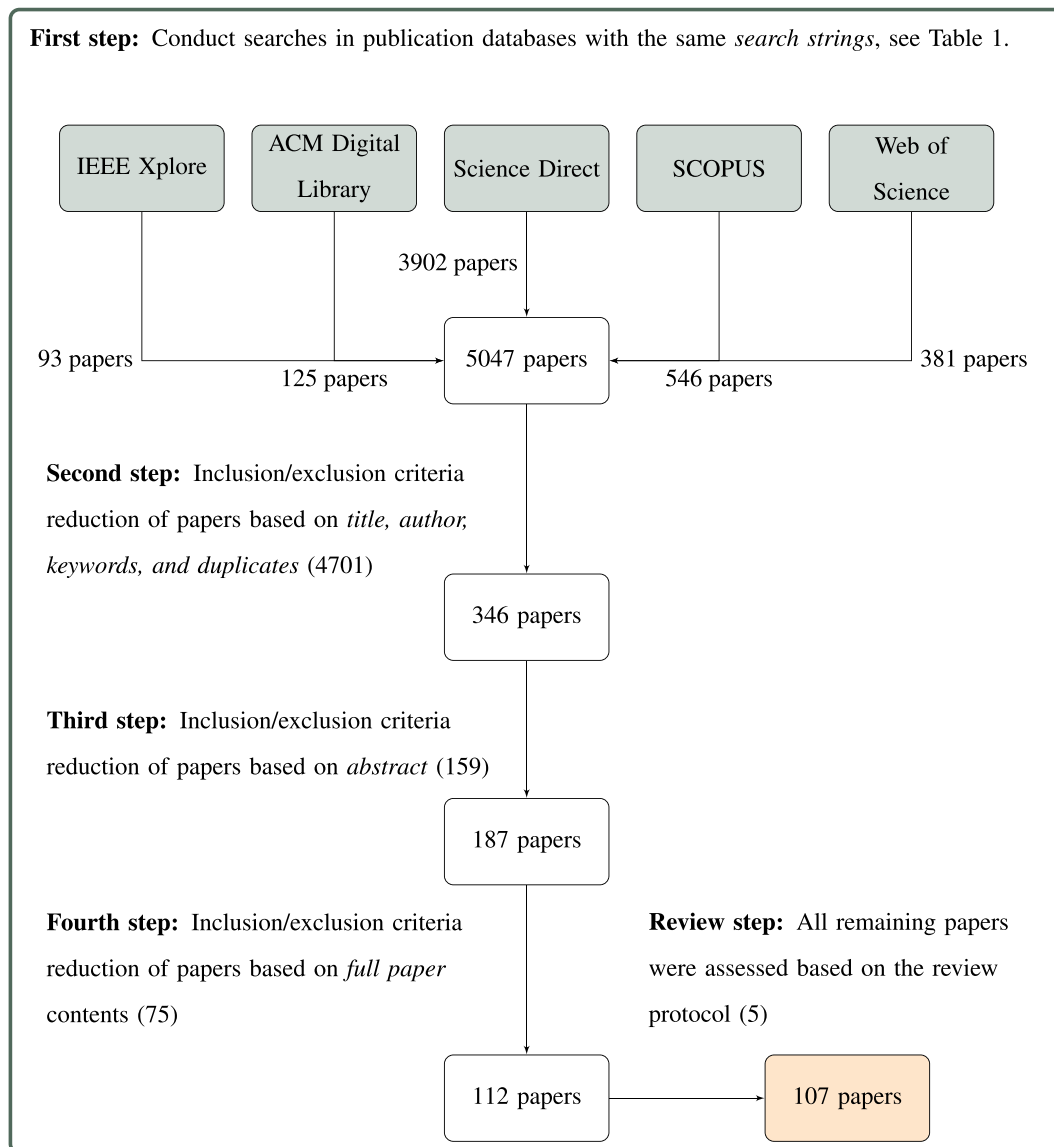 First step: Conduct searches in publication databases with the same search strings, see Table 1.
IEEE Xplore
ACM Digital
Library
Science Direct
SCOPUS
Web of
Science
3902 papers
93 papers
125 papers
5047 papers
546 papers
381 papers
Second step: Inclusion/exclusion criteria
reduction of papers based on title, author,
keywords, and duplicates (4701)
346 papers
Third step: Inclusion/exclusion criteria
reduction of papers based on abstract (159)
187 papers
Fourth step: Inclusion/exclusion criteria
reduction of papers based on full paper
contents (75)
Review step: All remaining papers
were assessed based on the review
protocol (5)
112 papers
107 papers